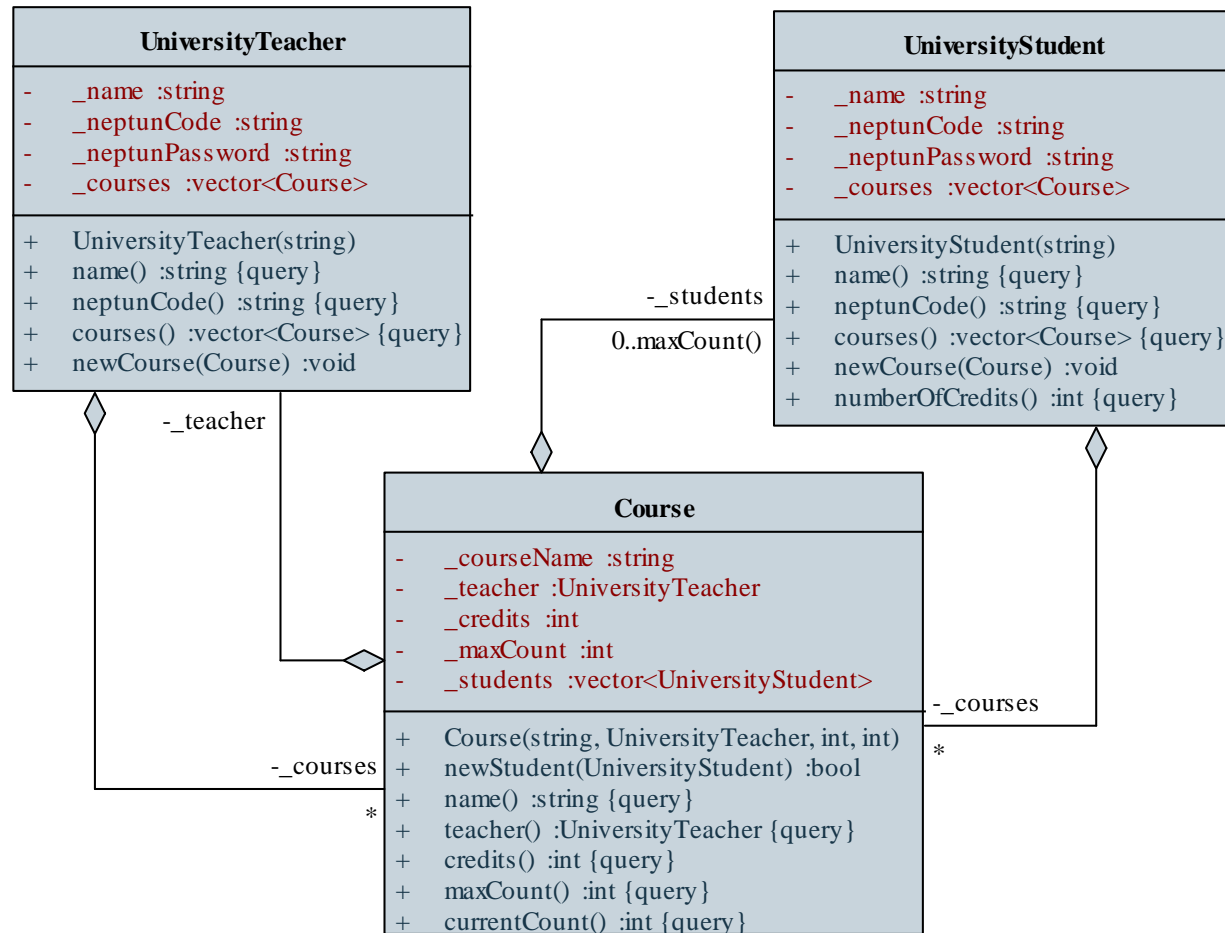 UniversityTeacher
- _name :string
- _neptunCode :string
- _neptunPassword :string
- _courses :vector<Course>
+ UniversityTeacher(string)
+ name() :string {query}
+ neptunCode() :string {query}
+ courses() :vector<Course> {query}
+ newCourse(Course) :void
UniversityStudent
- _name :string
- _neptunCode :string
- _neptunPassword :string
- _courses :vector<Course>
+ UniversityStudent(string)
+ name() :string {query}
+ neptunCode() :string {query}
+ courses() :vector<Course> {query}
+ newCourse(Course) :void
+ numberOfCredits() :int {query}
-_students
0..maxCount()
-_teacher
Course
- _courseName :string
- _teacher :UniversityTeacher
- _credits :int
- _maxCount :int
- _students :vector<UniversityStudent>
+ Course(string, UniversityTeacher, int, int)
+ newStudent(UniversityStudent) :bool
+ name() :string {query}
+ teacher() :UniversityTeacher {query}
+ credits() :int {query}
+ maxCount() :int {query}
+ currentCount() :int {query}
-_courses
*
-_courses
*